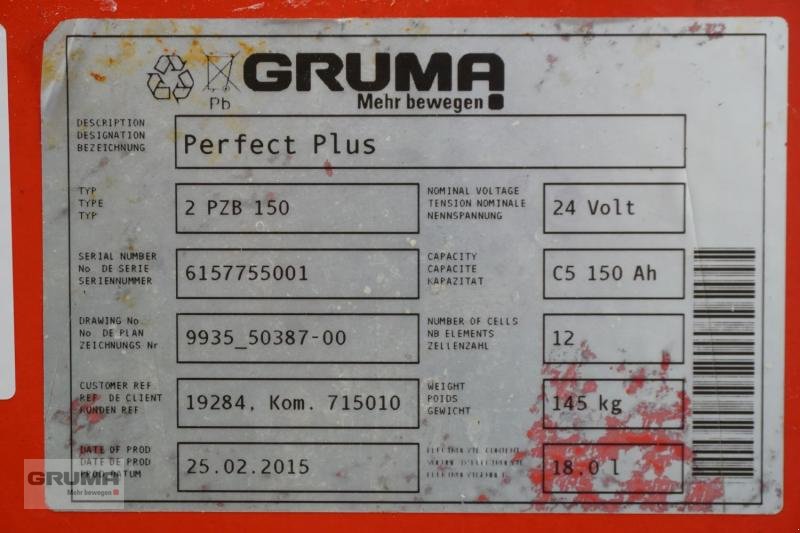 GRUMA
Pb
Mehr bewegen
DESCRIPTION
DESIGNATION
BEZEICHNUNG
Perfect Plus
TYP
TYPE
TYP
2 PZB 150
NOMINAL VOLTAGE
TENSION NOMINALE
NENNSPANNUNG
24 Volt
SERIAL NUMBER
No DE SERIE
SERIENNUMMER
6157755001
CAPACITY
CAPACITE
KAPAZITAT
C5 150 Ah
DRAWING No
No DE PLAN
ZEICHNUNGS Nr
9935_50387-00
NUMBER OF CELLS
NB ELEMENTS
ZELLENZAHL
12
CUSTOMER REF
REF DE CLIENT
KUNDEN REF
19284, Kom. 715010
WEIGHT
POIDS
GEWICHT
145 kg
DATE OF PROD
DATE DE PROD
PROD DATUM
25.02.2015
ELECTROLYTE CONTENT
18.0 l
GRUMA
Mehr bewegen